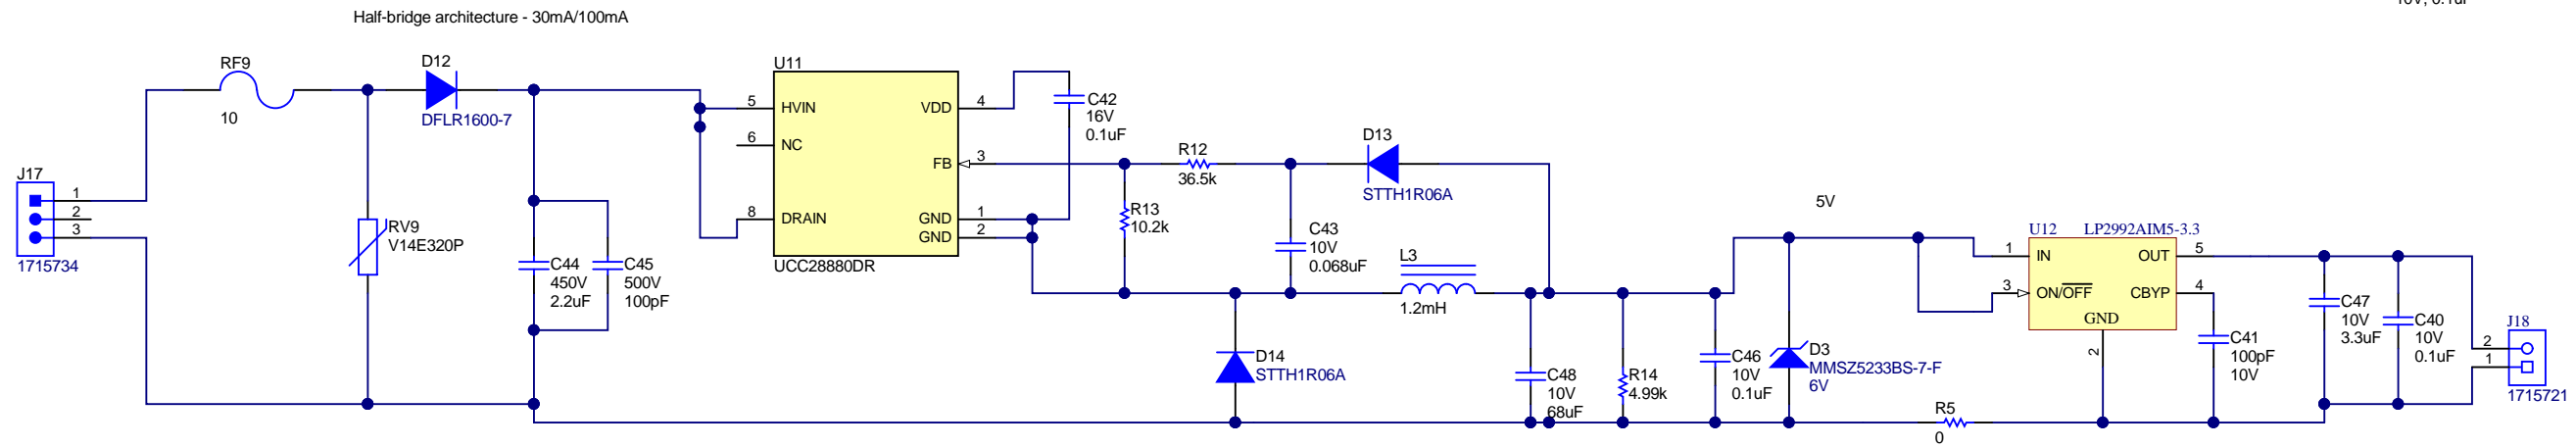 10V, 0.1uF
Half-bridge architecture - 30mA/100mA
RF9
10
D12
DFLR1600-7
J17
1
2
3
1715734
RV9
V14E320P
C44
450V
2.2uF
C45
500V
100pF
U11
5
HVIN
6
NC
8
DRAIN
VDD
4
FB
3
GND
1
GND
2
UCC28880DR
C42
16V
0.1uF
R12
36.5k
R13
10.2k
D13
STTH1R06A
C43
10V
0.068uF
L3
1.2mH
D14
STTH1R06A
C48
10V
68uF
R14
4.99k
C46
10V
0.1uF
5V
D3
MMSZ5233BS-7-F
6V
R5
0
U12
LP2992AIM5-3.3
1
IN
3
ON/OFF
GND
2
OUT
5
CBYP
4
C41
100pF
10V
C47
10V
3.3uF
C40
10V
0.1uF
J18
2
1
1715721